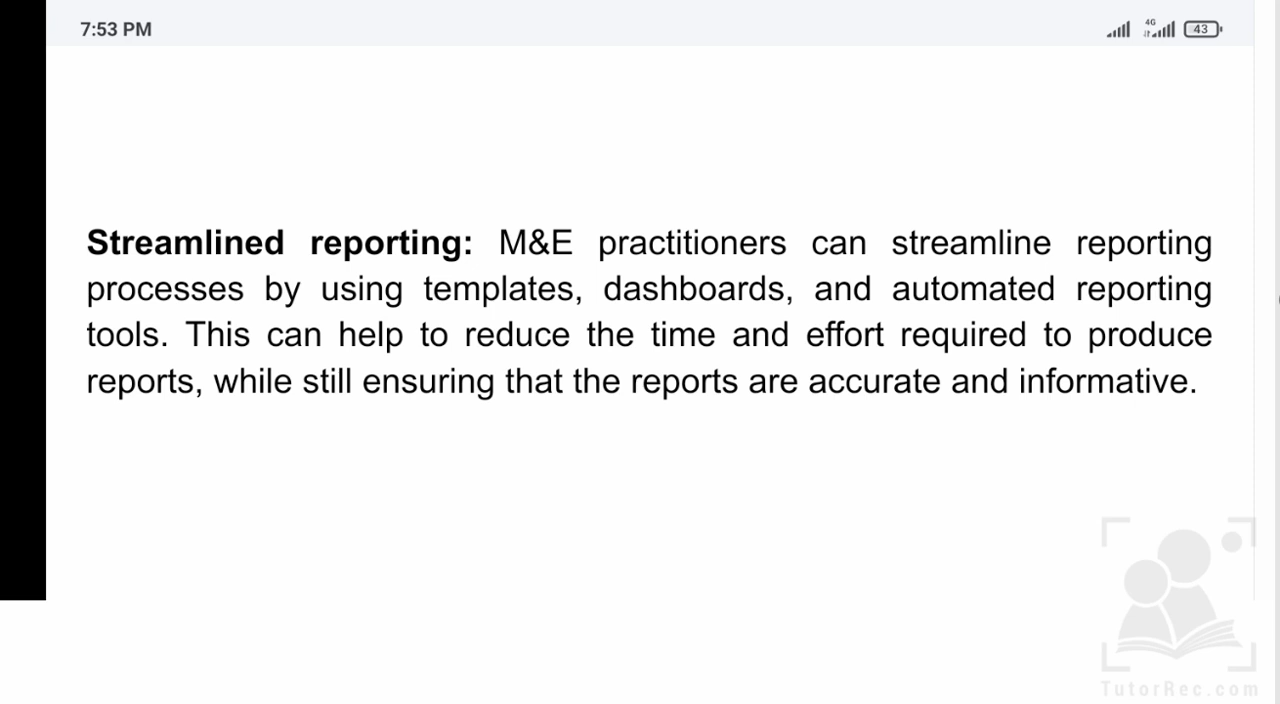 7:53 PM
4G
43
Streamlined reporting: M&E practitioners can streamline reporting
processes by using templates, dashboards, and automated reporting
tools. This can help to reduce the time and effort required to produce
reports, while still ensuring that the reports are accurate and informative.
TutorRec.com